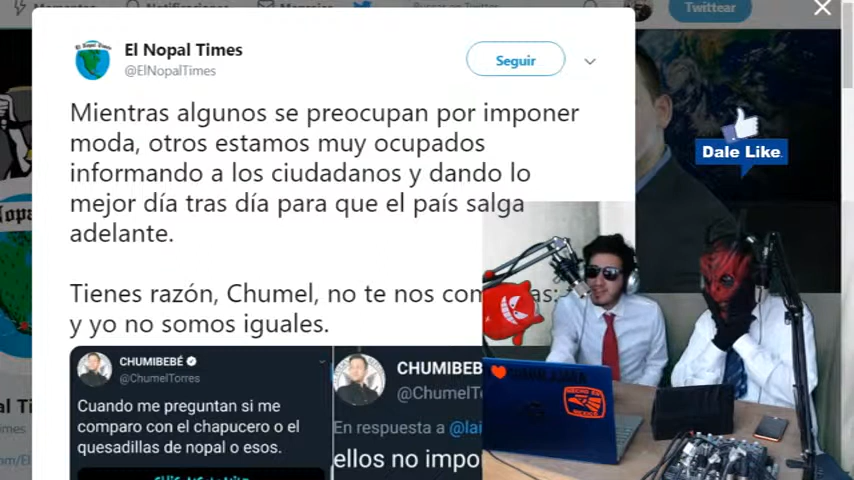 Twittear
El Nopal Times
@ElNopalTimes
Seguir
Mientras algunos se preocupan por imponer
moda, otros estamos muy ocupados
informando a los ciudadanos y dando lo
mejor día tras día para que el país salga
adelante.
Tienes razón, Chumel, no te nos
y yo no somos iguales.
Dale Like
CHUMIBEBÉ
@ChumelTorres
Cuando me preguntan si me
comparo con el chapucero o el
quesadillas de nopal o esos.
CHUMIBEB
@ChumelT
En respuesta a @lai
ellos no impo
HECHO EN
MEXICO